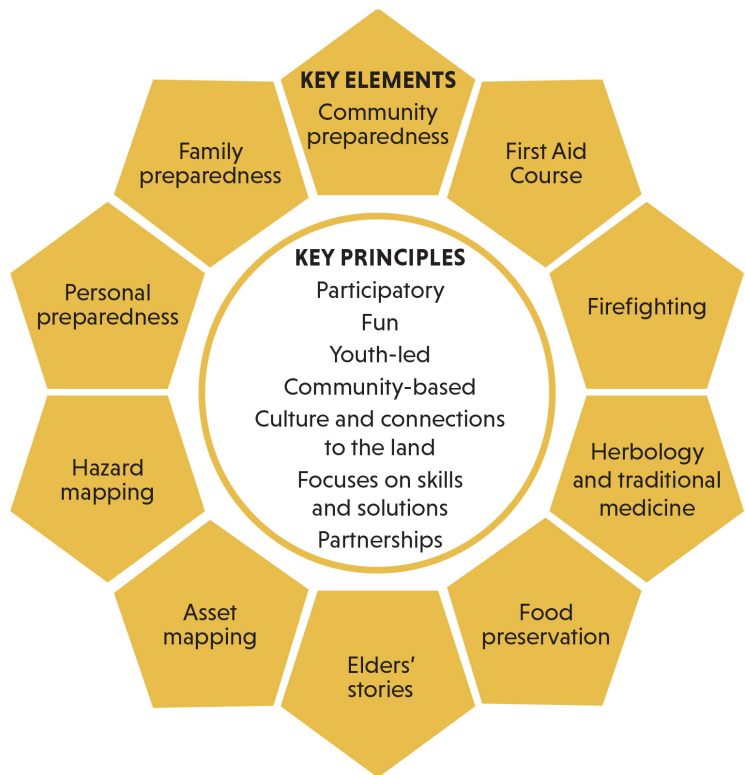 KEY ELEMENTS
Community
preparedness
First Aid
Course
Firefighting
Herbology
and traditional
medicine
Food
preservation
Elders’
stories
Asset
mapping
Hazard
mapping
Personal
preparedness
Family
preparedness
KEY PRINCIPLES
Participatory
Fun
Youth-led
Community-based
Culture and connections
to the land
Focuses on skills
and solutions
Partnerships